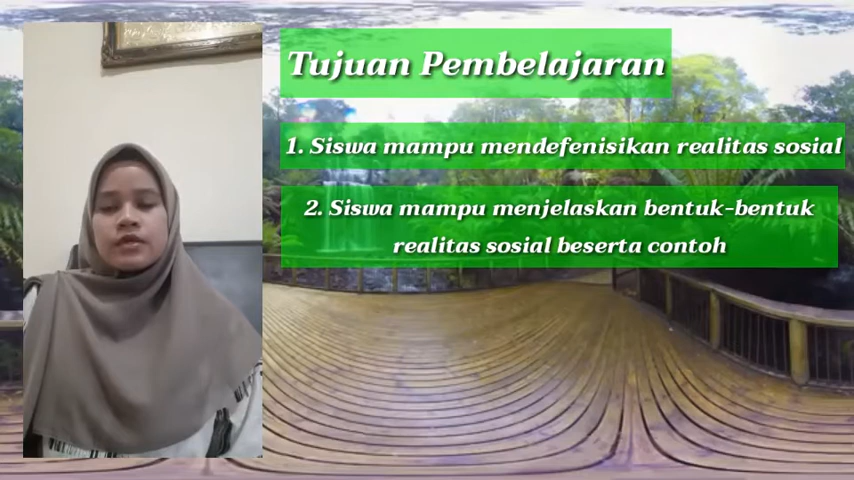 Tujuan Pembelajaran
1. Siswa mampu mendefenisikan realitas sosial
2. Siswa mampu menjelaskan bentuk-bentuk
realitas sosial beserta contoh